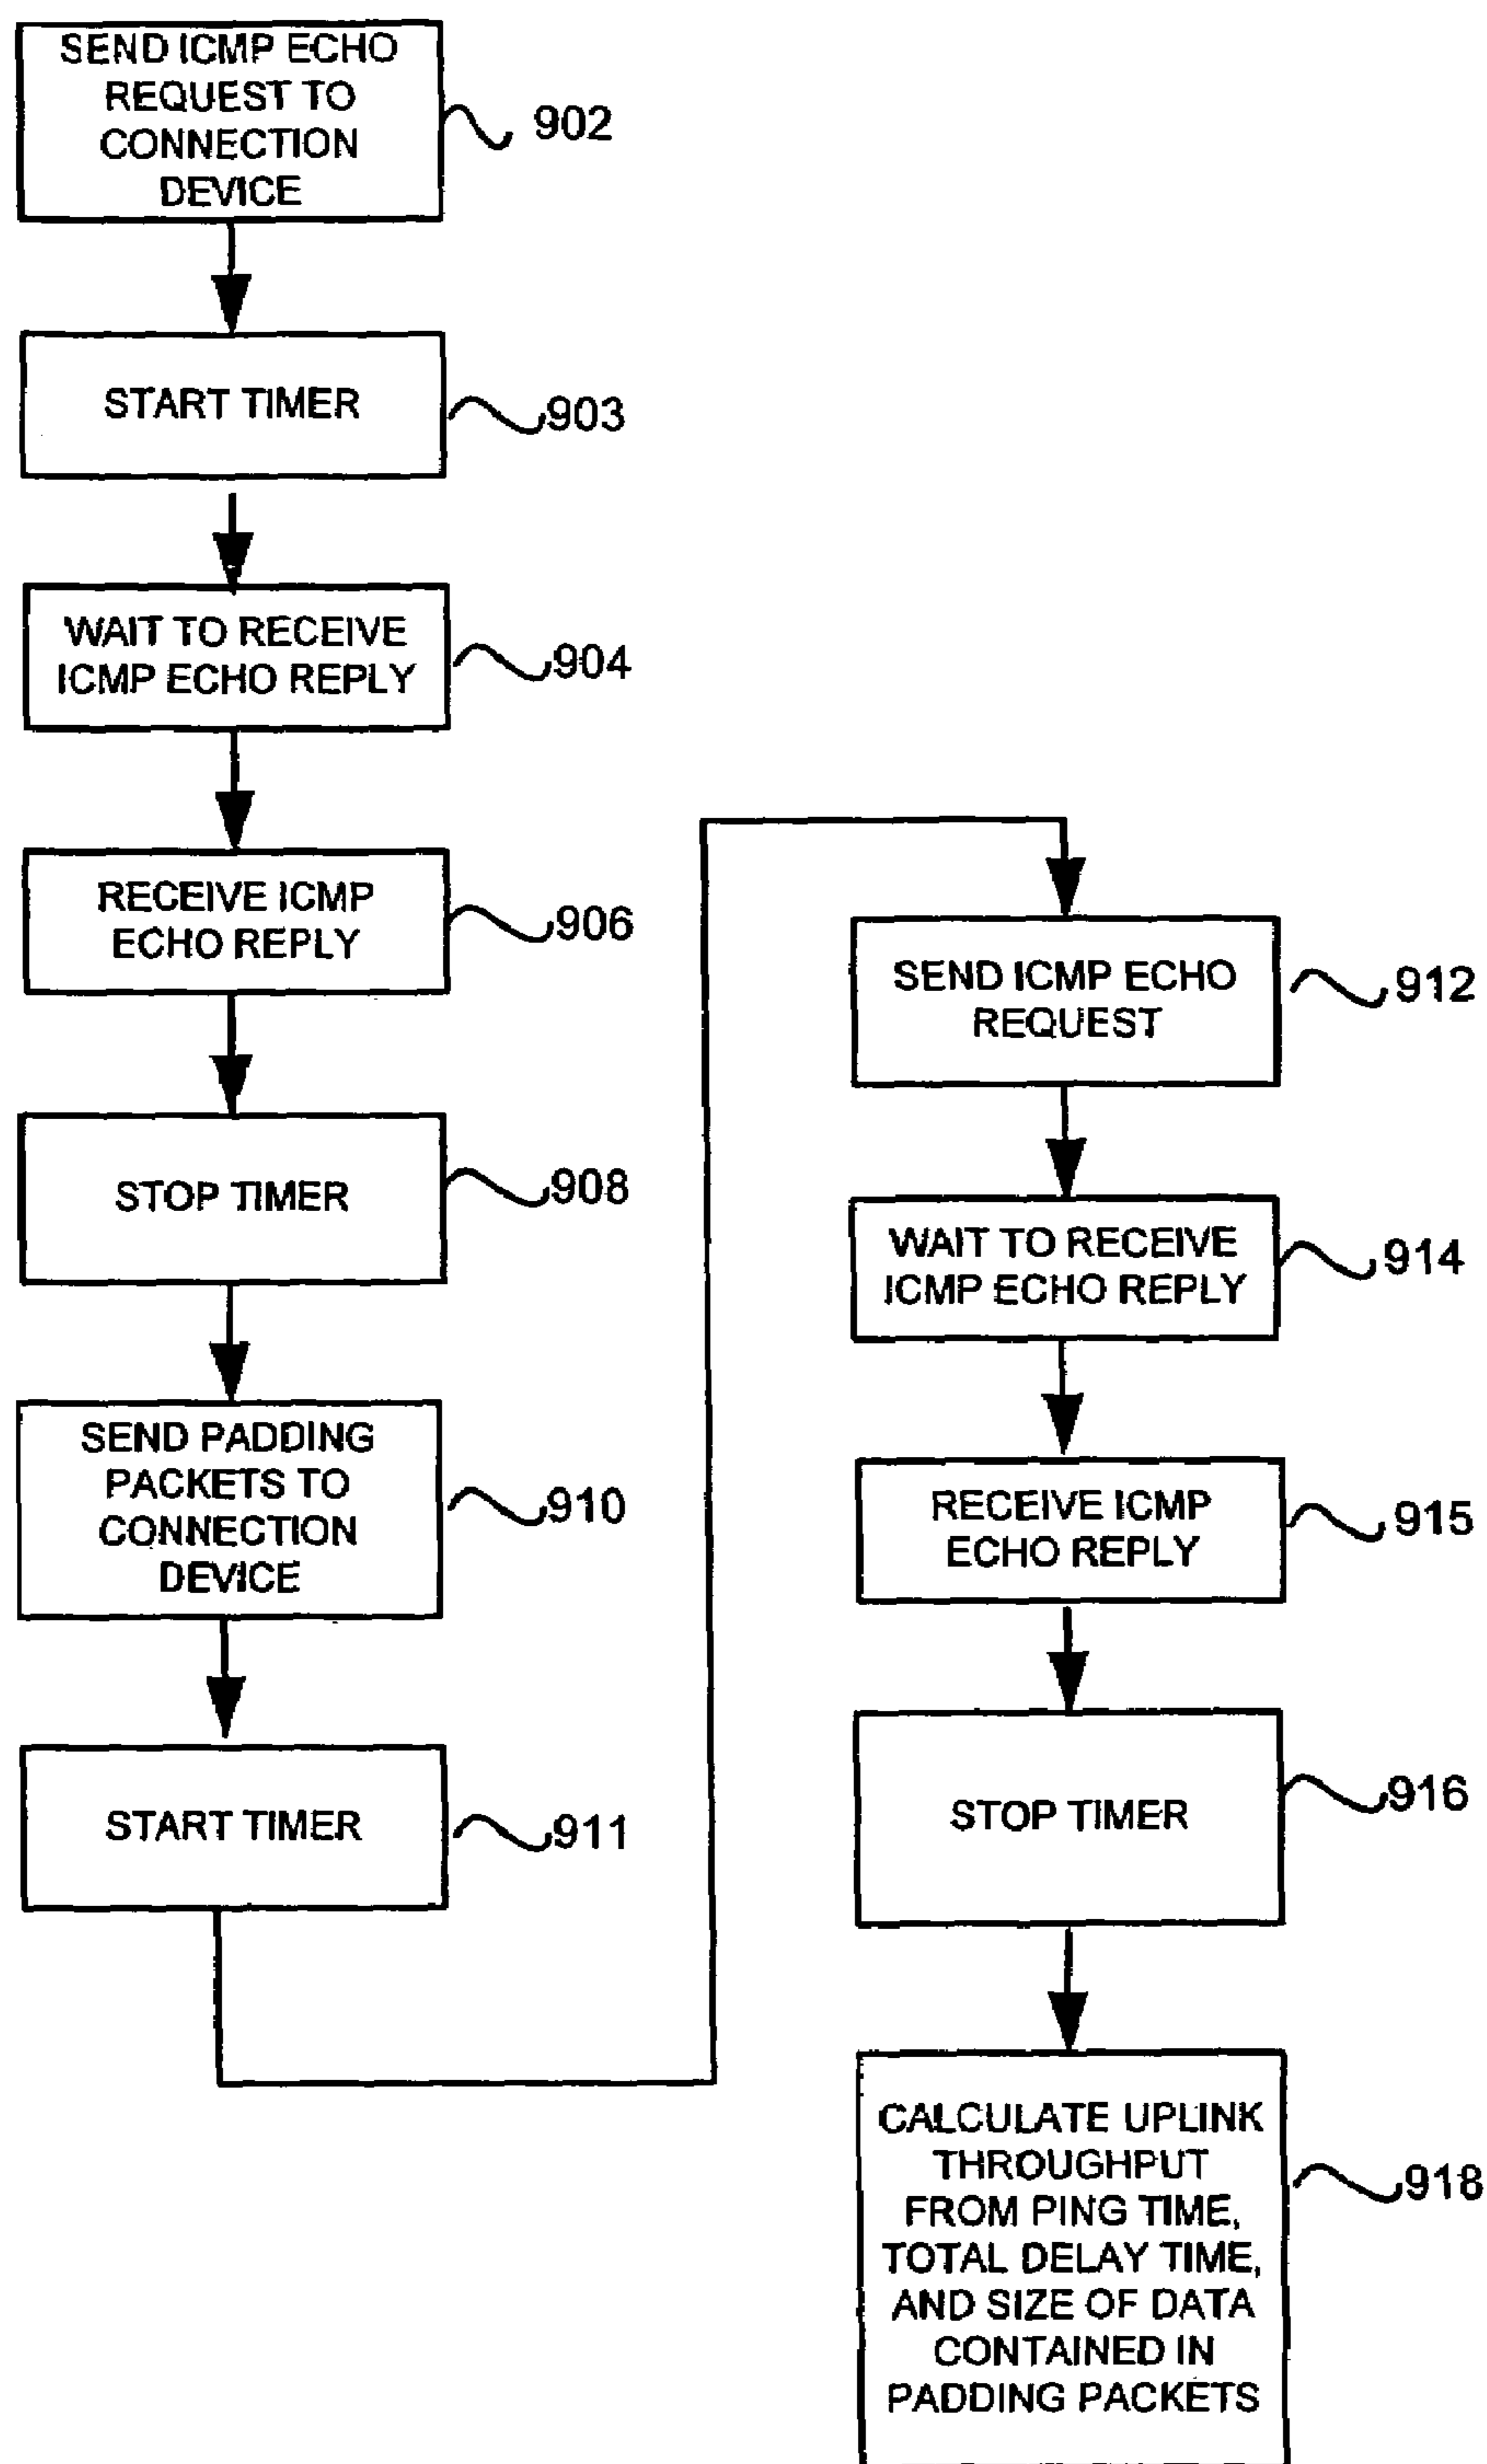 SEND ICMP ECHO
REQUEST TO
CONNECTION
DEVICE
902
START TIMER
903
WAIT TO RECEIVE
ICMP ECHO REPLY
904
RECEIVE ICMP
ECHO REPLY
906
STOP TIMER
908
SEND PADDING
PACKETS TO
CONNECTION
DEVICE
910
START TIMER
911
SEND ICMP ECHO
REQUEST
912
WAIT TO RECEIVE
ICMP ECHO REPLY
914
RECEIVE ICMP
ECHO REPLY
915
STOP TIMER
916
CALCULATE UPLINK
THROUGHPUT
FROM PING TIME,
TOTAL DELAY TIME,
AND SIZE OF DATA
CONTAINED IN
PADDING PACKETS
918